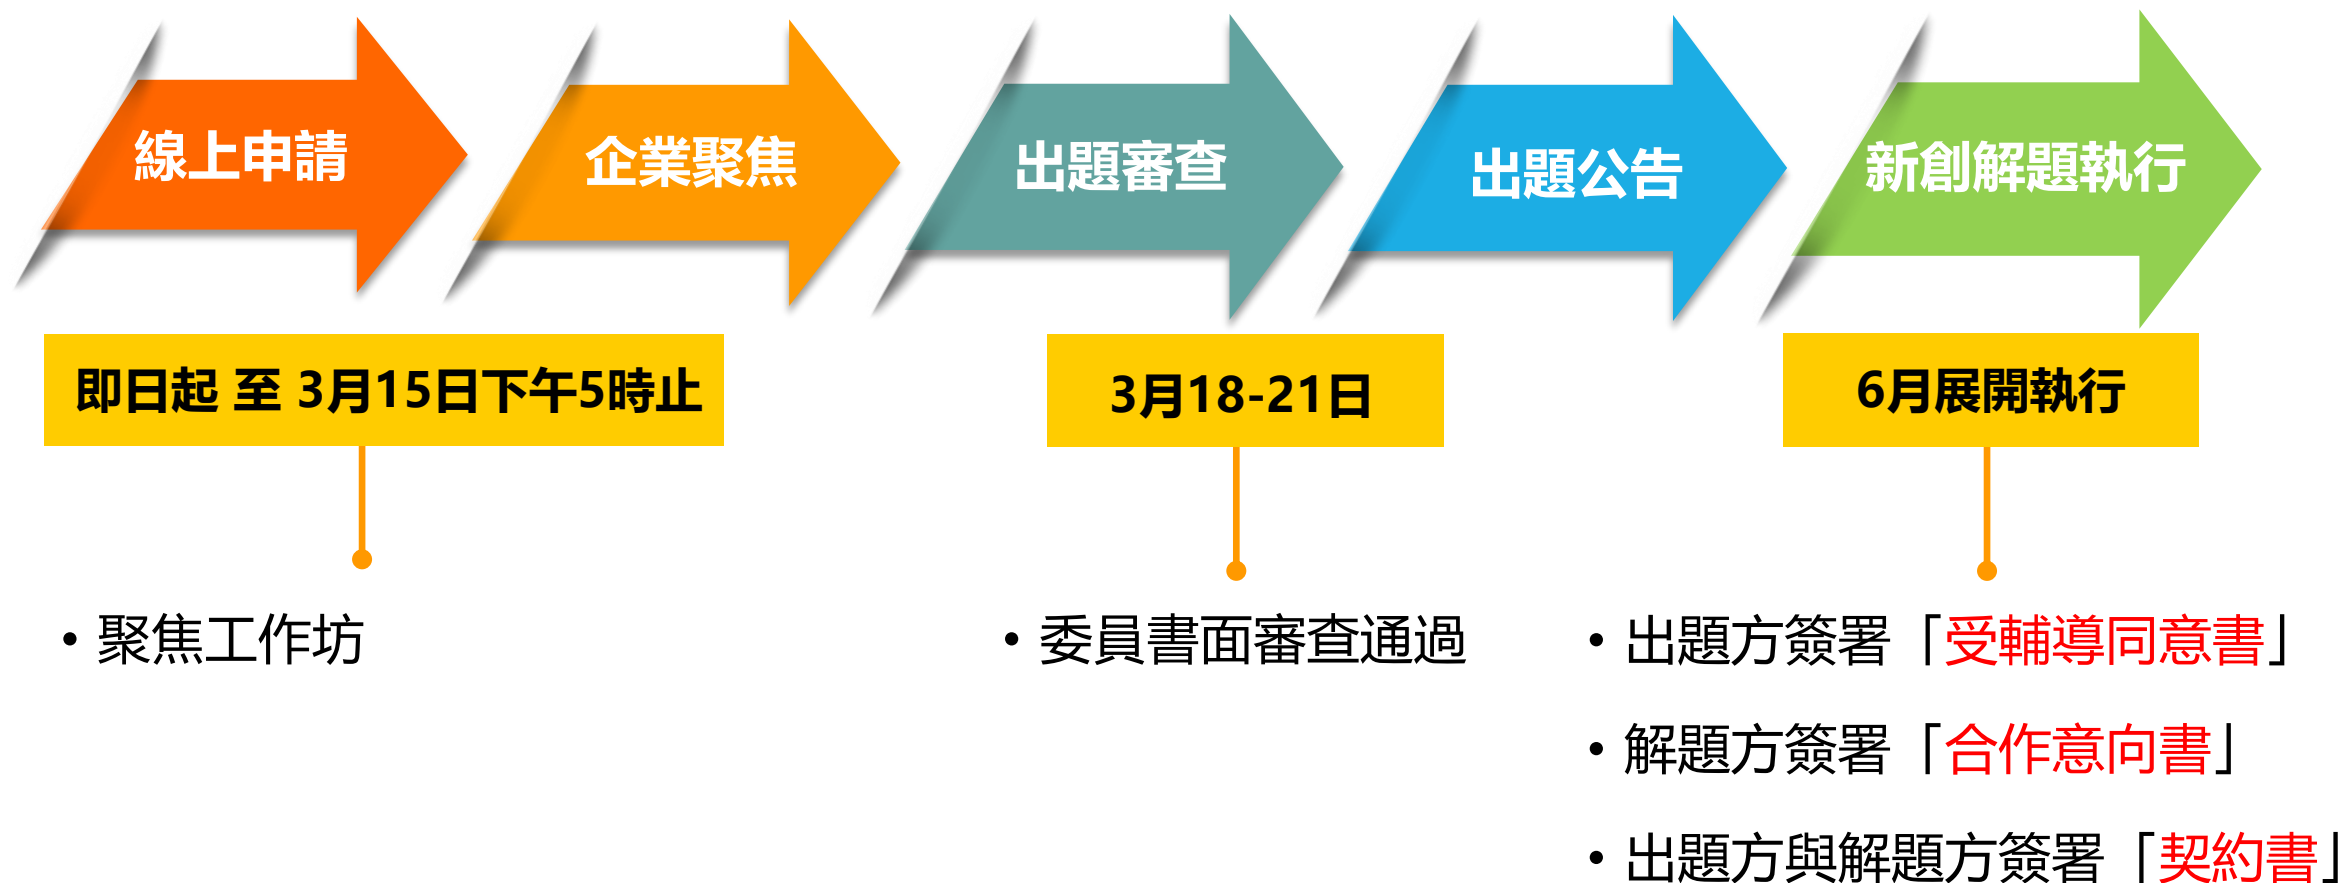 線上申請
企業聚焦
出題審查
出題公告
新創解題執行
即日起 至 3月15日下午5時止
3月18-21日
6月展開執行
• 聚焦工作坊
• 委員書面審查通過
• 出題方簽署「受輔導同意書」
• 解題方簽署「合作意向書」
• 出題方與解題方簽署「契約書」